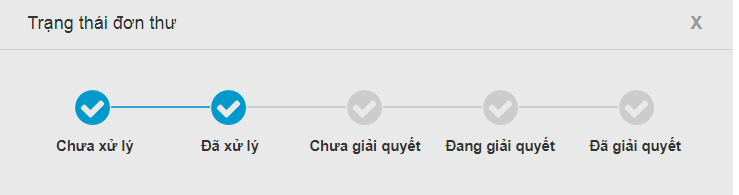 Trạng thái đơn thư X
Chưa xử lý Đã xử lý Chưa giải quyết Đang giải quyết Đã giải quyết